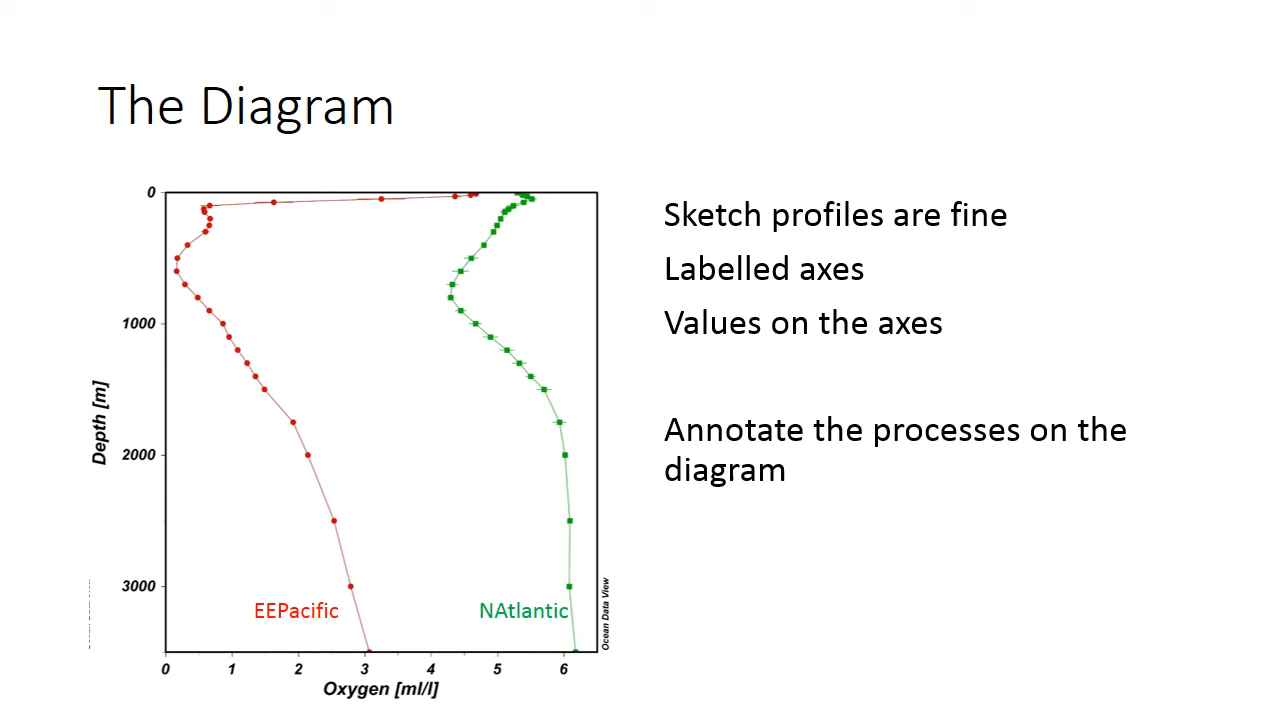 The Diagram
Sketch profiles are fine
Labelled axes
Values on the axes
Annotate the processes on the
diagram
0
1000
2000
3000
Depth [m]
EEPacific
NAtlantic
Ocean Data View
0 1 2 3 4 5 6
Oxygen [ml/l]